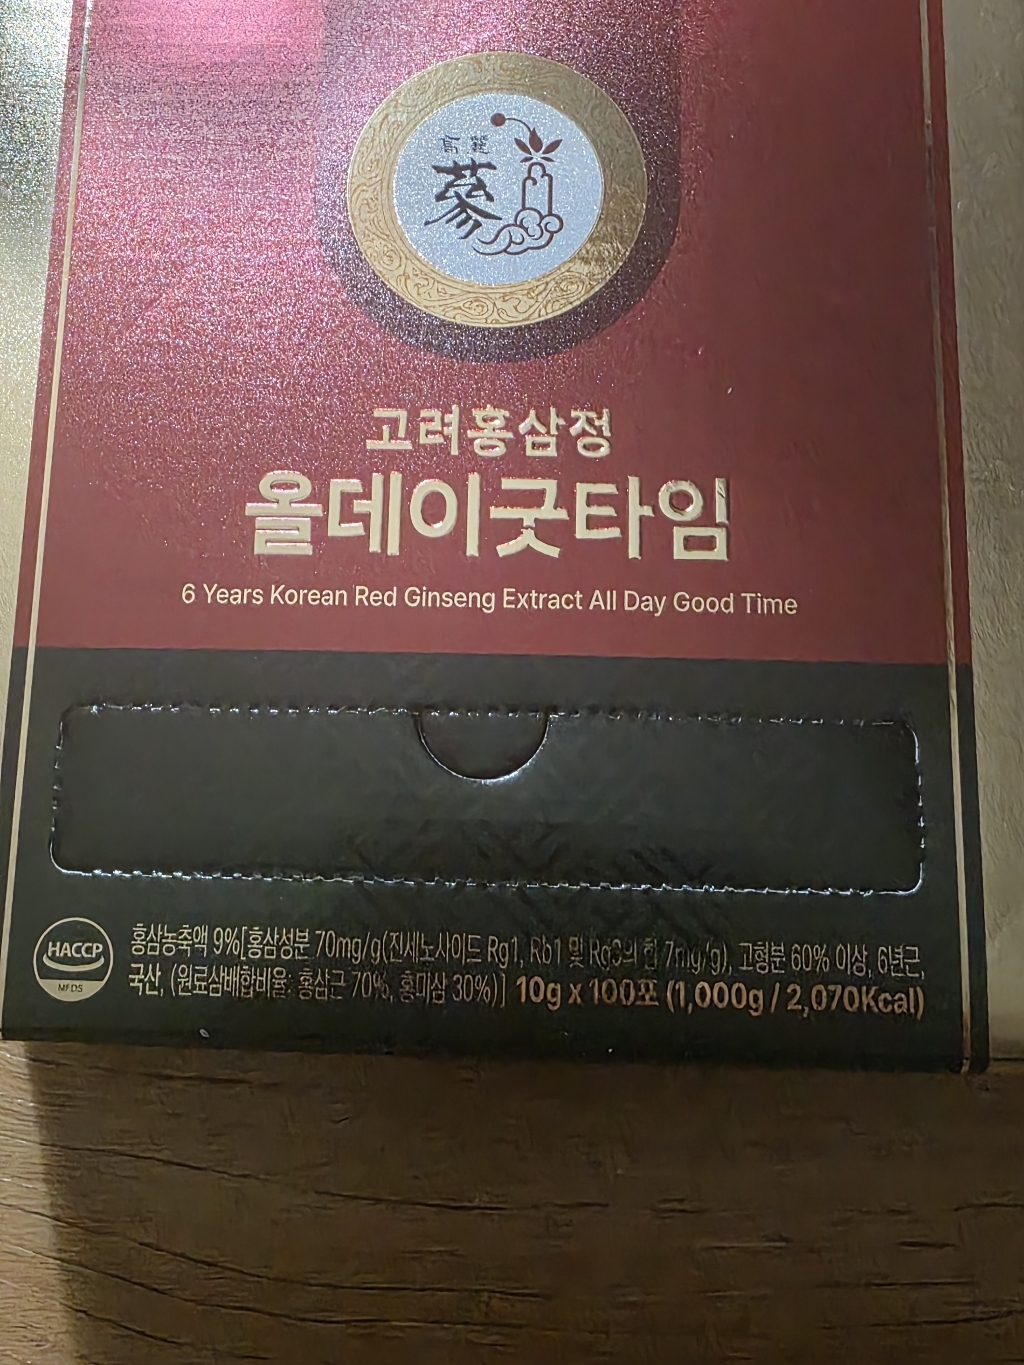 蔘
고려홍삼정
올데이굿타임
6 Years Korean Red Ginseng Extract All Day Good Time
HACCP
MFDS
홍삼농축액 9%[홍삼성분 70mg/g(진세노사이드 Rg1, Rb1 및 Rg3의 합 7mg/g), 고형분 60% 이상, 6년근,
국산, (원료삼배합비율: 홍삼근 70%, 홍미삼 30%)] 10g x 100포 (1,000g / 2,070Kcal)